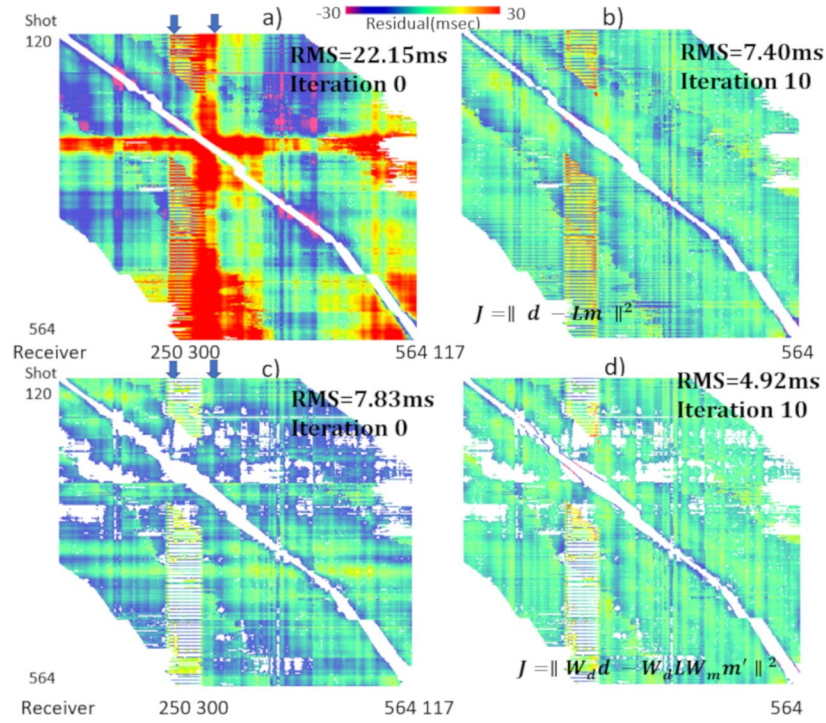 Shot
120
a)
-30
30
Residual(msec)
b)
RMS=22.15ms
Iteration 0
RMS=7.40ms
Iteration 10
J = ‖ d − Lm ‖²
564
Receiver
250 300
564 117
564
Shot
120
c)
d)
RMS=7.83ms
Iteration 0
RMS=4.92ms
Iteration 10
J = ‖ W_d d − W_d L W_m m′ ‖²
564
Receiver
250 300
564 117
564